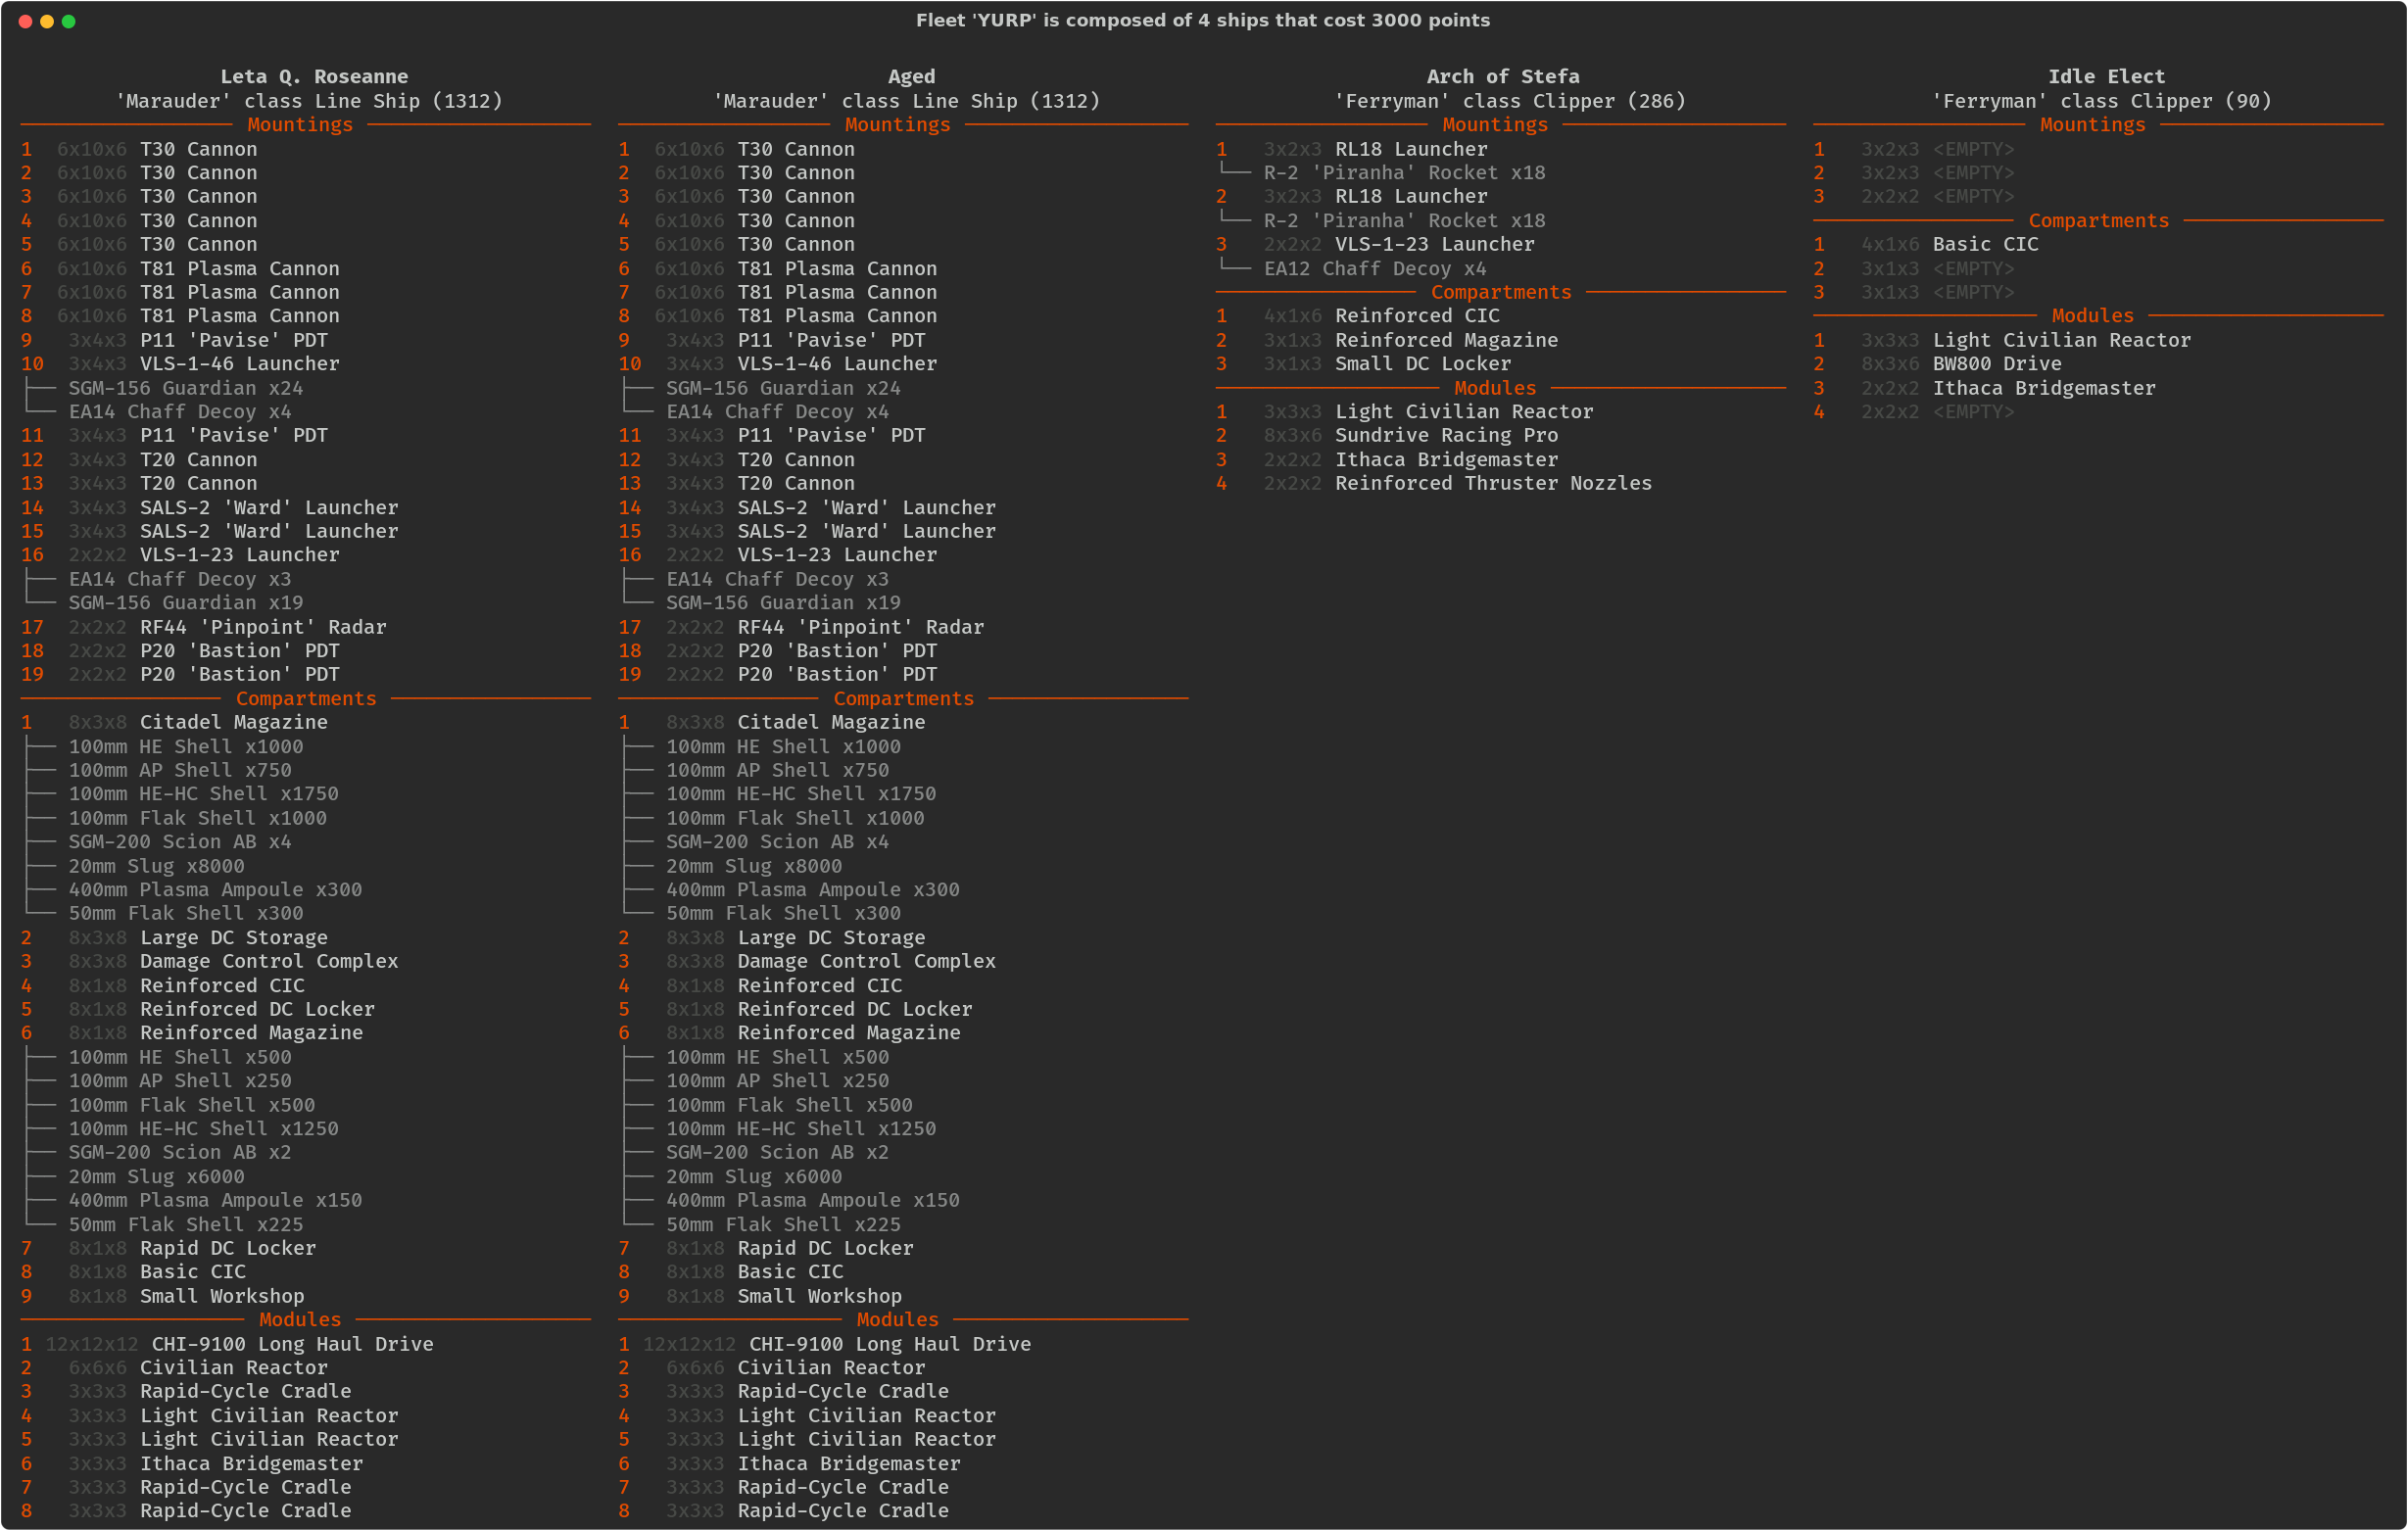 Fleet 'YURP' is composed of 4 ships that cost 3000 points
Leta Q. Roseanne
'Marauder' class Line Ship (1312)
Mountings
1 6x10x6 T30 Cannon
2 6x10x6 T30 Cannon
3 6x10x6 T30 Cannon
4 6x10x6 T30 Cannon
5 6x10x6 T30 Cannon
6 6x10x6 T81 Plasma Cannon
7 6x10x6 T81 Plasma Cannon
8 6x10x6 T81 Plasma Cannon
9 3x4x3 P11 'Pavise' PDT
10 3x4x3 VLS-1-46 Launcher
SGM-156 Guardian x24
EA14 Chaff Decoy x4
11 3x4x3 P11 'Pavise' PDT
12 3x4x3 T20 Cannon
13 3x4x3 T20 Cannon
14 3x4x3 SALS-2 'Ward' Launcher
15 3x4x3 SALS-2 'Ward' Launcher
16 2x2x2 VLS-1-23 Launcher
EA14 Chaff Decoy x3
SGM-156 Guardian x19
17 2x2x2 RF44 'Pinpoint' Radar
18 2x2x2 P20 'Bastion' PDT
19 2x2x2 P20 'Bastion' PDT
Compartments
1 8x3x8 Citadel Magazine
100mm HE Shell x1000
100mm AP Shell x750
100mm HE-HC Shell x1750
100mm Flak Shell x1000
SGM-200 Scion AB x4
20mm Slug x8000
400mm Plasma Ampoule x300
50mm Flak Shell x300
2 8x3x8 Large DC Storage
3 8x3x8 Damage Control Complex
4 8x1x8 Reinforced CIC
5 8x1x8 Reinforced DC Locker
6 8x1x8 Reinforced Magazine
100mm HE Shell x500
100mm AP Shell x250
100mm Flak Shell x500
100mm HE-HC Shell x1250
SGM-200 Scion AB x2
20mm Slug x6000
400mm Plasma Ampoule x150
50mm Flak Shell x225
7 8x1x8 Rapid DC Locker
8 8x1x8 Basic CIC
9 8x1x8 Small Workshop
Modules
1 12x12x12 CHI-9100 Long Haul Drive
2 6x6x6 Civilian Reactor
3 3x3x3 Rapid-Cycle Cradle
4 3x3x3 Light Civilian Reactor
5 3x3x3 Light Civilian Reactor
6 3x3x3 Ithaca Bridgemaster
7 3x3x3 Rapid-Cycle Cradle
8 3x3x3 Rapid-Cycle Cradle
Aged
'Marauder' class Line Ship (1312)
Mountings
1 6x10x6 T30 Cannon
2 6x10x6 T30 Cannon
3 6x10x6 T30 Cannon
4 6x10x6 T30 Cannon
5 6x10x6 T30 Cannon
6 6x10x6 T81 Plasma Cannon
7 6x10x6 T81 Plasma Cannon
8 6x10x6 T81 Plasma Cannon
9 3x4x3 P11 'Pavise' PDT
10 3x4x3 VLS-1-46 Launcher
SGM-156 Guardian x24
EA14 Chaff Decoy x4
11 3x4x3 P11 'Pavise' PDT
12 3x4x3 T20 Cannon
13 3x4x3 T20 Cannon
14 3x4x3 SALS-2 'Ward' Launcher
15 3x4x3 SALS-2 'Ward' Launcher
16 2x2x2 VLS-1-23 Launcher
EA14 Chaff Decoy x3
SGM-156 Guardian x19
17 2x2x2 RF44 'Pinpoint' Radar
18 2x2x2 P20 'Bastion' PDT
19 2x2x2 P20 'Bastion' PDT
Compartments
1 8x3x8 Citadel Magazine
100mm HE Shell x1000
100mm AP Shell x750
100mm HE-HC Shell x1750
100mm Flak Shell x1000
SGM-200 Scion AB x4
20mm Slug x8000
400mm Plasma Ampoule x300
50mm Flak Shell x300
2 8x3x8 Large DC Storage
3 8x3x8 Damage Control Complex
4 8x1x8 Reinforced CIC
5 8x1x8 Reinforced DC Locker
6 8x1x8 Reinforced Magazine
100mm HE Shell x500
100mm AP Shell x250
100mm Flak Shell x500
100mm HE-HC Shell x1250
SGM-200 Scion AB x2
20mm Slug x6000
400mm Plasma Ampoule x150
50mm Flak Shell x225
7 8x1x8 Rapid DC Locker
8 8x1x8 Basic CIC
9 8x1x8 Small Workshop
Modules
1 12x12x12 CHI-9100 Long Haul Drive
2 6x6x6 Civilian Reactor
3 3x3x3 Rapid-Cycle Cradle
4 3x3x3 Light Civilian Reactor
5 3x3x3 Light Civilian Reactor
6 3x3x3 Ithaca Bridgemaster
7 3x3x3 Rapid-Cycle Cradle
8 3x3x3 Rapid-Cycle Cradle
Arch of Stefa
'Ferryman' class Clipper (286)
Mountings
1 3x2x3 RL18 Launcher
R-2 'Piranha' Rocket x18
2 3x2x3 RL18 Launcher
R-2 'Piranha' Rocket x18
3 2x2x2 VLS-1-23 Launcher
EA12 Chaff Decoy x4
Compartments
1 4x1x6 Reinforced CIC
2 3x1x3 Reinforced Magazine
3 3x1x3 Small DC Locker
Modules
1 3x3x3 Light Civilian Reactor
2 8x3x6 Sundrive Racing Pro
3 2x2x2 Ithaca Bridgemaster
4 2x2x2 Reinforced Thruster Nozzles
Idle Elect
'Ferryman' class Clipper (90)
Mountings
1 3x2x3 <EMPTY>
2 3x2x3 <EMPTY>
3 2x2x2 <EMPTY>
Compartments
1 4x1x6 Basic CIC
2 3x1x3 <EMPTY>
3 3x1x3 <EMPTY>
Modules
1 3x3x3 Light Civilian Reactor
2 8x3x6 BW800 Drive
3 2x2x2 Ithaca Bridgemaster
4 2x2x2 <EMPTY>